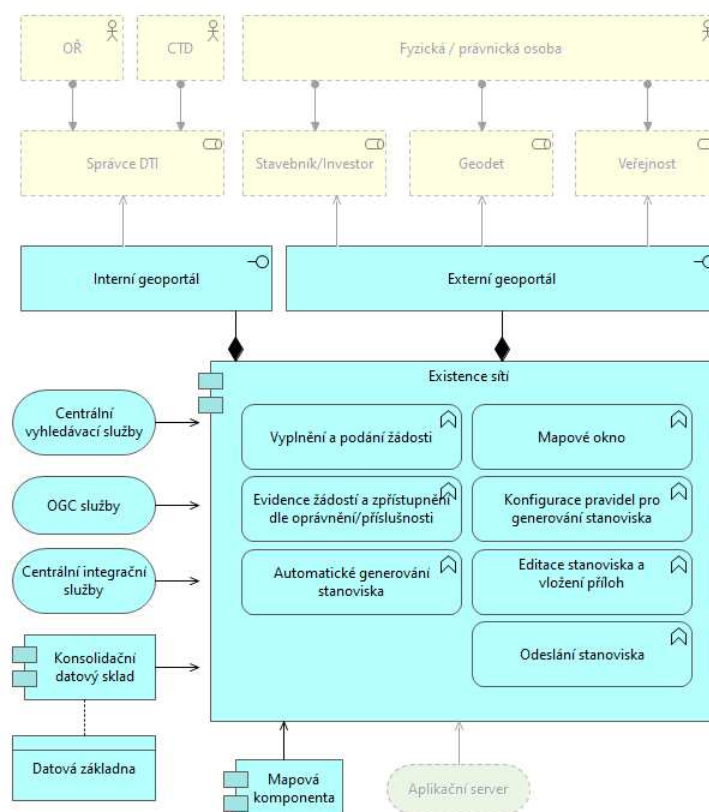 OŘ
CTD
Fyzická / právnická osoba
Správce DTI
Stavebník/Investor
Geodet
Veřejnost
Interní geoportál
Externí geoportál
Existence sítí
Centrální
vyhledávací služby
Vyplnění a podání žádosti
Mapové okno
OGC služby
Evidence žádostí a zpřístupnění
dle oprávnění/příslušnosti
Konfigurace pravidel pro
generování stanoviska
Centrální integrační
služby
Automatické generování
stanoviska
Editace stanoviska a
vložení příloh
Konsolidační
datový sklad
Odeslání stanoviska
Datová základna
Mapová
komponenta
Aplikační server